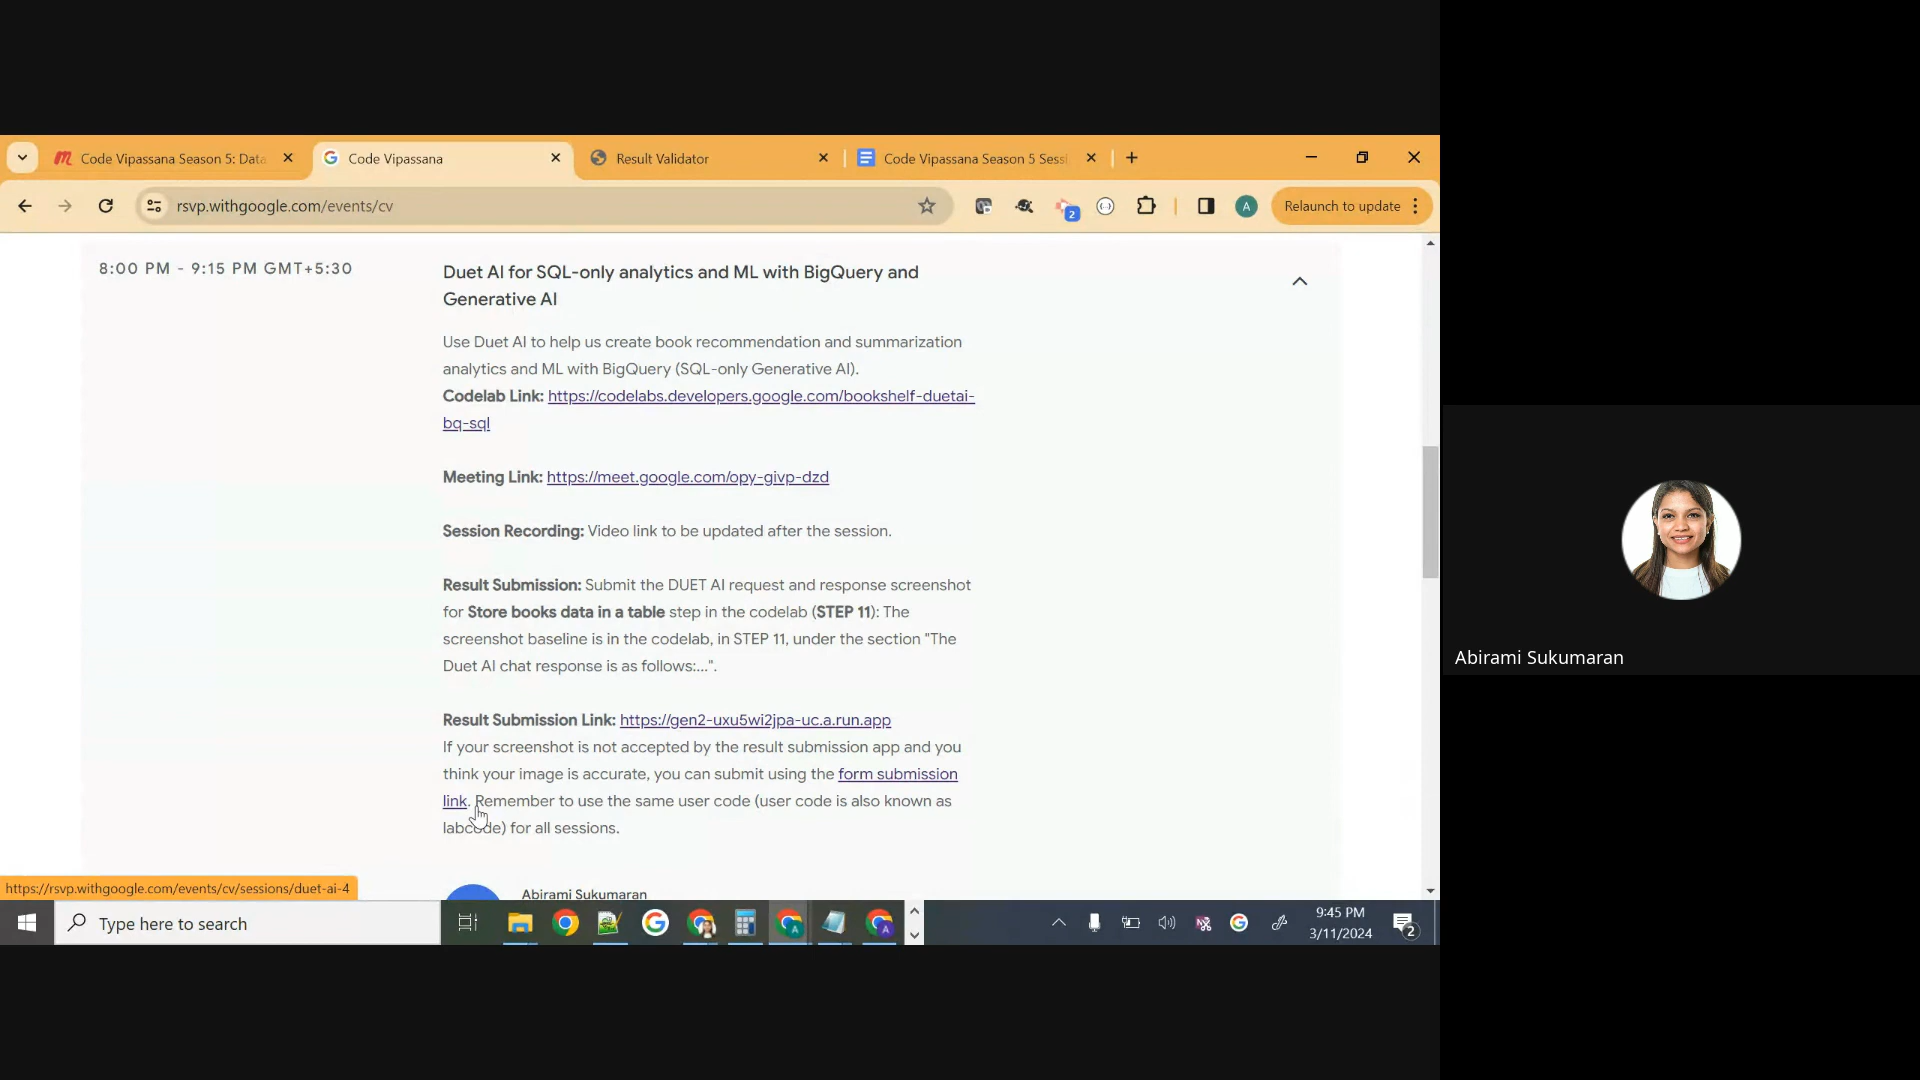 Code Vipassana Season 5: Data
Code Vipassana
Result Validator
Code Vipassana Season 5 Sessi
rsvp.withgoogle.com/events/cv
2
A
Relaunch to update
8:00 PM - 9:15 PM GMT+5:30
Duet AI for SQL-only analytics and ML with BigQuery and
Generative AI
Use Duet AI to help us create book recommendation and summarization
analytics and ML with BigQuery (SQL-only Generative AI).
Codelab Link: https://codelabs.developers.google.com/bookshelf-duetai-
bq-sql
Meeting Link: https://meet.google.com/opy-givp-dzd
Session Recording: Video link to be updated after the session.
Result Submission: Submit the DUET AI request and response screenshot
for Store books data in a table step in the codelab (STEP 11): The
screenshot baseline is in the codelab, in STEP 11, under the section "The
Duet AI chat response is as follows:...".
Result Submission Link: https://gen2-uxu5wi2jpa-uc.a.run.app
If your screenshot is not accepted by the result submission app and you
think your image is accurate, you can submit using the form submission
link. Remember to use the same user code (user code is also known as
labcode) for all sessions.
Abirami Sukumaran
https://rsvp.withgoogle.com/events/cv/sessions/duet-ai-4
Type here to search
9:45 PM
3/11/2024
2
Abirami Sukumaran